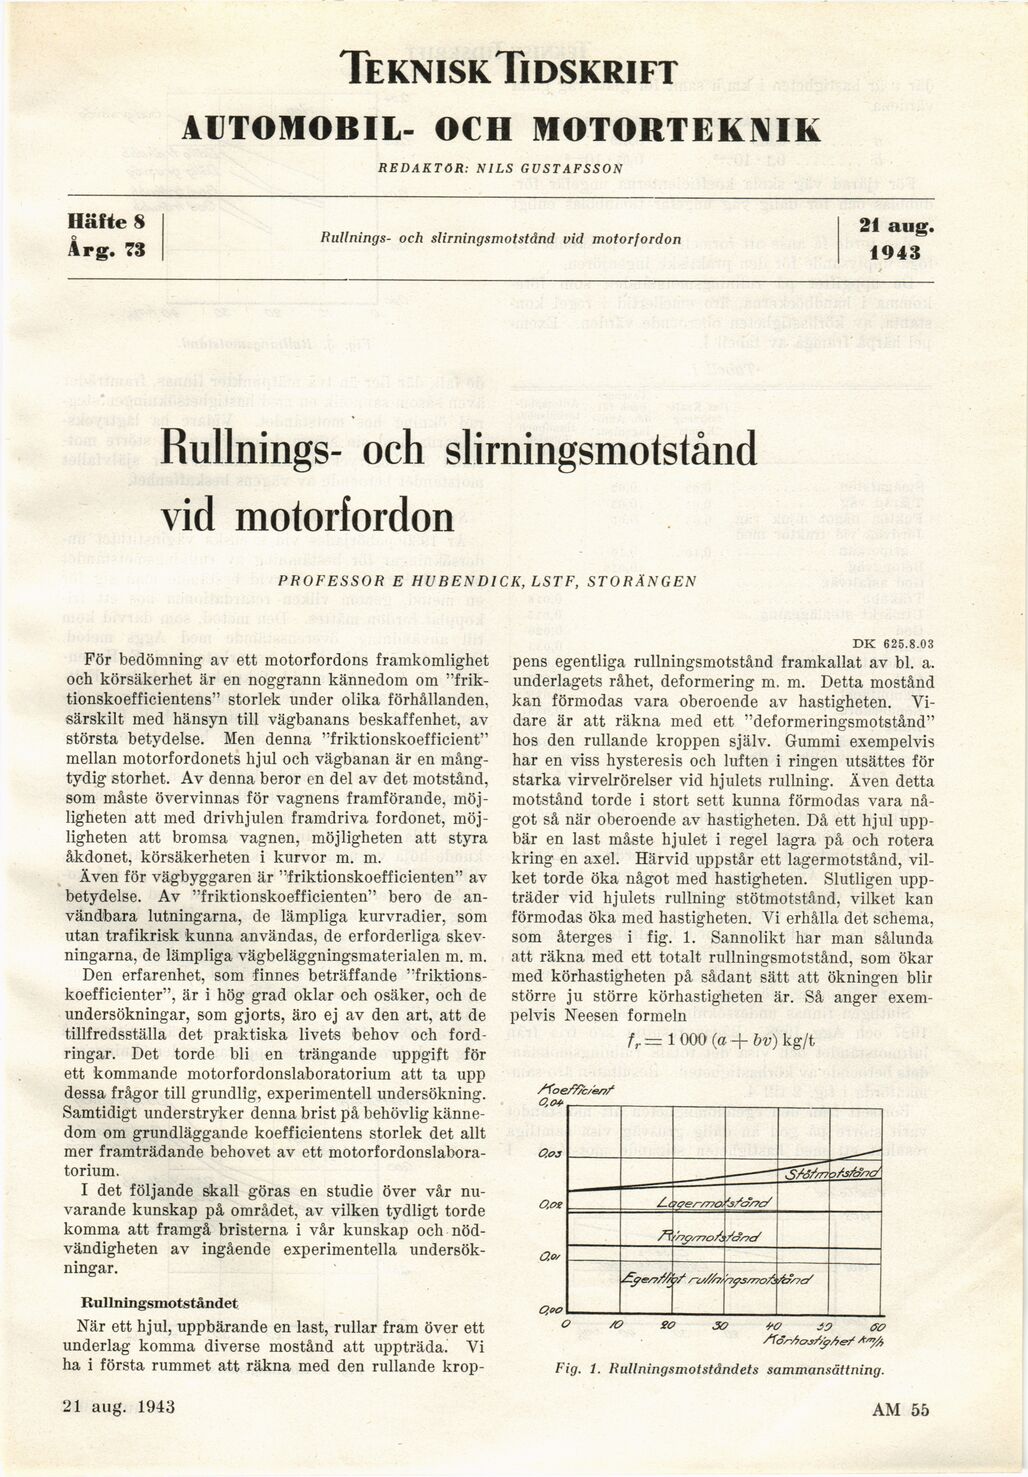 TEKNISK TIDSKRIFT
AUTOMOBIL- OCH MOTORTEKNIK
REDAKTÖR: NILS GUSTAFSSON
Häfte 8
Årg. 73
Rullnings- och slirningsmotstånd vid motorfordon
21 aug.
1943
Rullnings- och slirningsmotstånd
vid motorfordon
PROFESSOR E HUBENDICK, LSTF, STORÄNGEN
För bedömning av ett motorfordons framkomlighet
och körsäkerhet är en noggrann kännedom om ”frik-
tionskoefficientens” storlek under olika förhållanden,
särskilt med hänsyn till vägbanans beskaffenhet, av
största betydelse. Men denna ”friktionskoefficient”
mellan motorfordonets hjul och vägbanan är en mång-
tydig storhet. Av denna beror en del av det motstånd,
som måste övervinnas för vagnens framförande, möj-
ligheten att med drivhjulen framdriva fordonet, möj-
ligheten att bromsa vagnen, möjligheten att styra
åkdonet, körsäkerheten i kurvor m. m.
Även för vägbyggaren är ”friktionskoefficienten” av
betydelse. Av ”friktionskoefficienten” bero de an-
vändbara lutningarna, de lämpliga kurvradier, som
utan trafikrisk kunna användas, de erforderliga skev-
ningarna, de lämpliga vägbeläggningsmaterialen m. m.
Den erfarenhet, som finnes beträffande ”friktions-
koefficienter”, är i hög grad oklar och osäker, och de
undersökningar, som gjorts, äro ej av den art, att de
tillfredsställa det praktiska livets behov och ford-
ringar. Det torde bli en trängande uppgift för
ett kommande motorfordonslaboratorium att ta upp
dessa frågor till grundlig, experimentell undersökning.
Samtidigt understryker denna brist på behövlig känne-
dom om grundläggande koefficientens storlek det allt
mer framträdande behovet av ett motorfordonslabora-
torium.
I det följande skall göras en studie över vår nu-
varande kunskap på området, av vilken tydligt torde
komma att framgå bristerna i vår kunskap och nöd-
vändigheten av ingående experimentella undersök-
ningar.
Rullningsmotståndet
När ett hjul, uppbärande en last, rullar fram över ett
underlag komma diverse mostånd att uppträda. Vi
ha i första rummet att räkna med den rullande krop-
DK 625.8.03
pens egentliga rullningsmotstånd framkallat av bl. a.
underlagets råhet, deformering m. m. Detta mostånd
kan förmodas vara oberoende av hastigheten. Vi-
dare är att räkna med ett ”deformeringsmotstånd”
hos den rullande kroppen själv. Gummi exempelvis
har en viss hysteresis och luften i ringen utsättes för
starka virvelrörelser vid hjulets rullning. Även detta
motstånd torde i stort sett kunna förmodas vara nå-
got så när oberoende av hastigheten. Då ett hjul upp-
bär en last måste hjulet i regel lagra på och rotera
kring en axel. Härvid uppstår ett lagermotstånd, vil-
ket torde öka något med hastigheten. Slutligen upp-
träder vid hjulets rullning stötmotstånd, vilket kan
förmodas öka med hastigheten. Vi erhålla det schema,
som återges i fig. 1. Sannolikt har man sålunda
att räkna med ett totalt rullningsmotstånd, som ökar
med körhastigheten på sådant sätt att ökningen blir
större ju större körhastigheten är. Så anger exem-
pelvis Neesen formeln
f_r = 1 000 (a + bv) kg/t
Koefficient
0,04
0,03
Stötmotstånd
0,02
Lagermotstånd
Ringmotstånd
0,01
Egentligt rullningsmotstånd
0,00
0 10 20 30 40 50 60
Körhastighet km/h
Fig. 1. Rullningsmotståndets sammansättning.
21 aug. 1943
AM 55